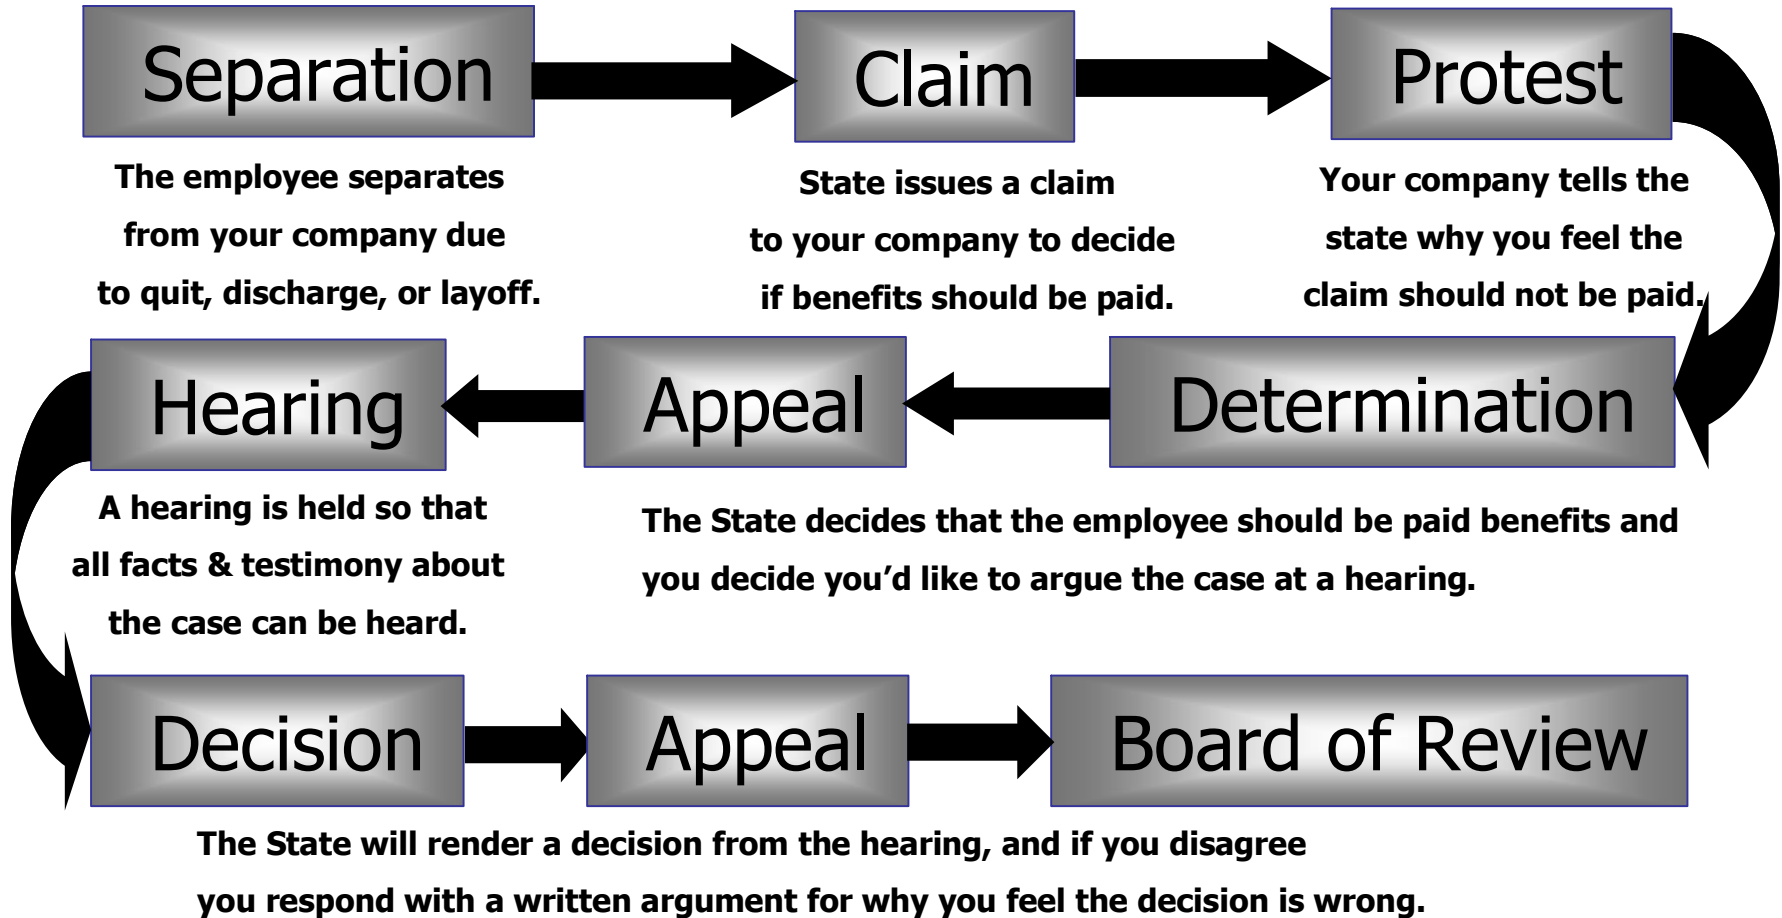 Separation
Claim
Protest
The employee separates
from your company due
to quit, discharge, or layoff.
State issues a claim
to your company to decide
if benefits should be paid.
Your company tells the
state why you feel the
claim should not be paid.
Determination
Appeal
Hearing
The State decides that the employee should be paid benefits and
you decide you’d like to argue the case at a hearing.
A hearing is held so that
all facts & testimony about
the case can be heard.
Decision
Appeal
Board of Review
The State will render a decision from the hearing, and if you disagree
you respond with a written argument for why you feel the decision is wrong.